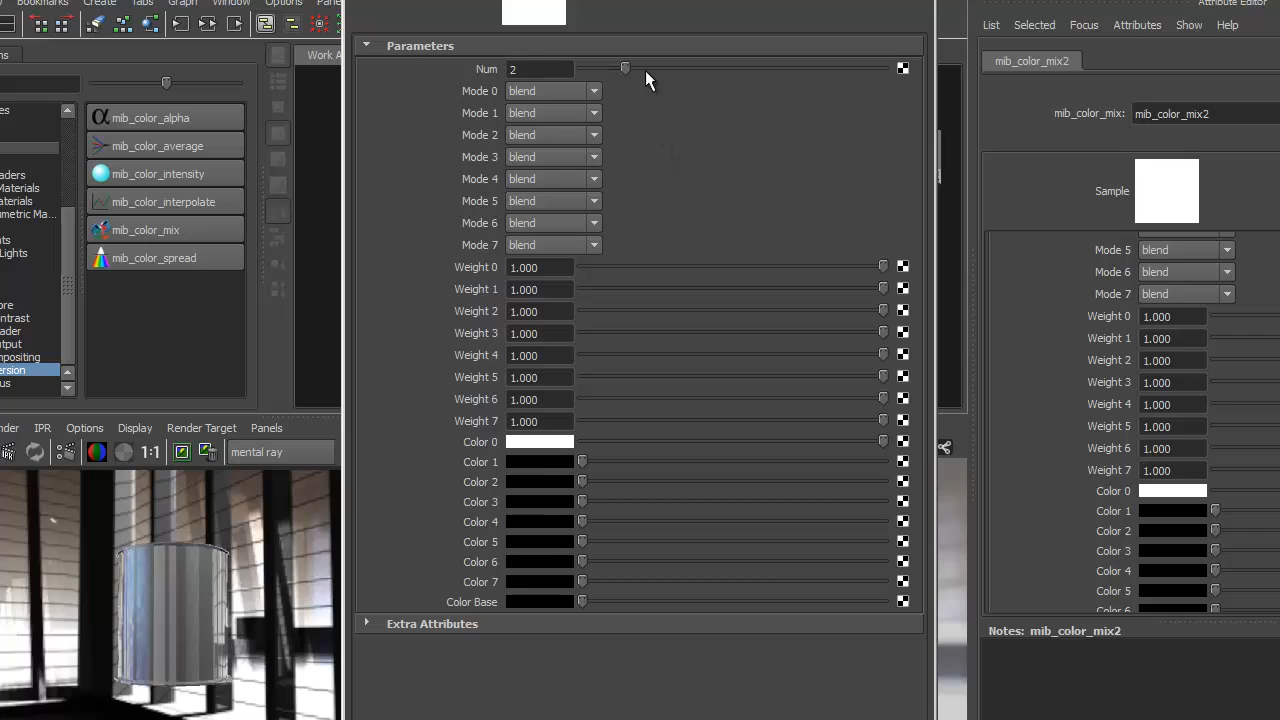 Bookmarks Create Tabs Graph Window Options
Attribute Editor
List Selected Focus Attributes Show Help
Work A
mib_color_mix2
mib_color_mix: mib_color_mix2
Sample
mib_color_alpha
mib_color_average
mib_color_intensity
mib_color_interpolate
mib_color_mix
mib_color_spread
aders
Materials
aterials
umetric Ma...
nts
Lights
ore
ontrast
ader
utput
mpositing
ersion
us
Parameters
Num 2
Mode 0 blend
Mode 1 blend
Mode 2 blend
Mode 3 blend
Mode 4 blend
Mode 5 blend
Mode 6 blend
Mode 7 blend
Weight 0 1.000
Weight 1 1.000
Weight 2 1.000
Weight 3 1.000
Weight 4 1.000
Weight 5 1.000
Weight 6 1.000
Weight 7 1.000
Color 0
Color 1
Color 2
Color 3
Color 4
Color 5
Color 6
Color 7
Color Base
Extra Attributes
Mode 5 blend
Mode 6 blend
Mode 7 blend
Weight 0 1.000
Weight 1 1.000
Weight 2 1.000
Weight 3 1.000
Weight 4 1.000
Weight 5 1.000
Weight 6 1.000
Weight 7 1.000
Color 0
Color 1
Color 2
Color 3
Color 4
Color 5
Color 6
Notes: mib_color_mix2
nder IPR Options Display Render Target Panels
1:1 mental ray